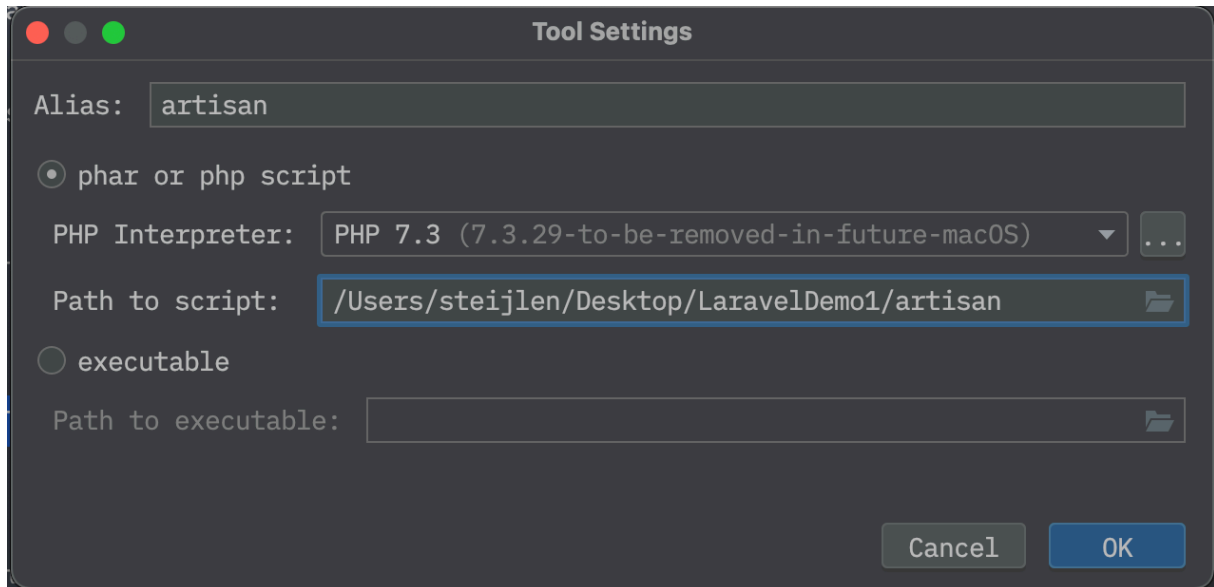 Tool Settings
Alias: artisan
phar or php script
PHP Interpreter: PHP 7.3 (7.3.29-to-be-removed-in-future-macOS) ...
Path to script: /Users/steijlen/Desktop/LaravelDemo1/artisan
executable
Path to executable:
Cancel OK